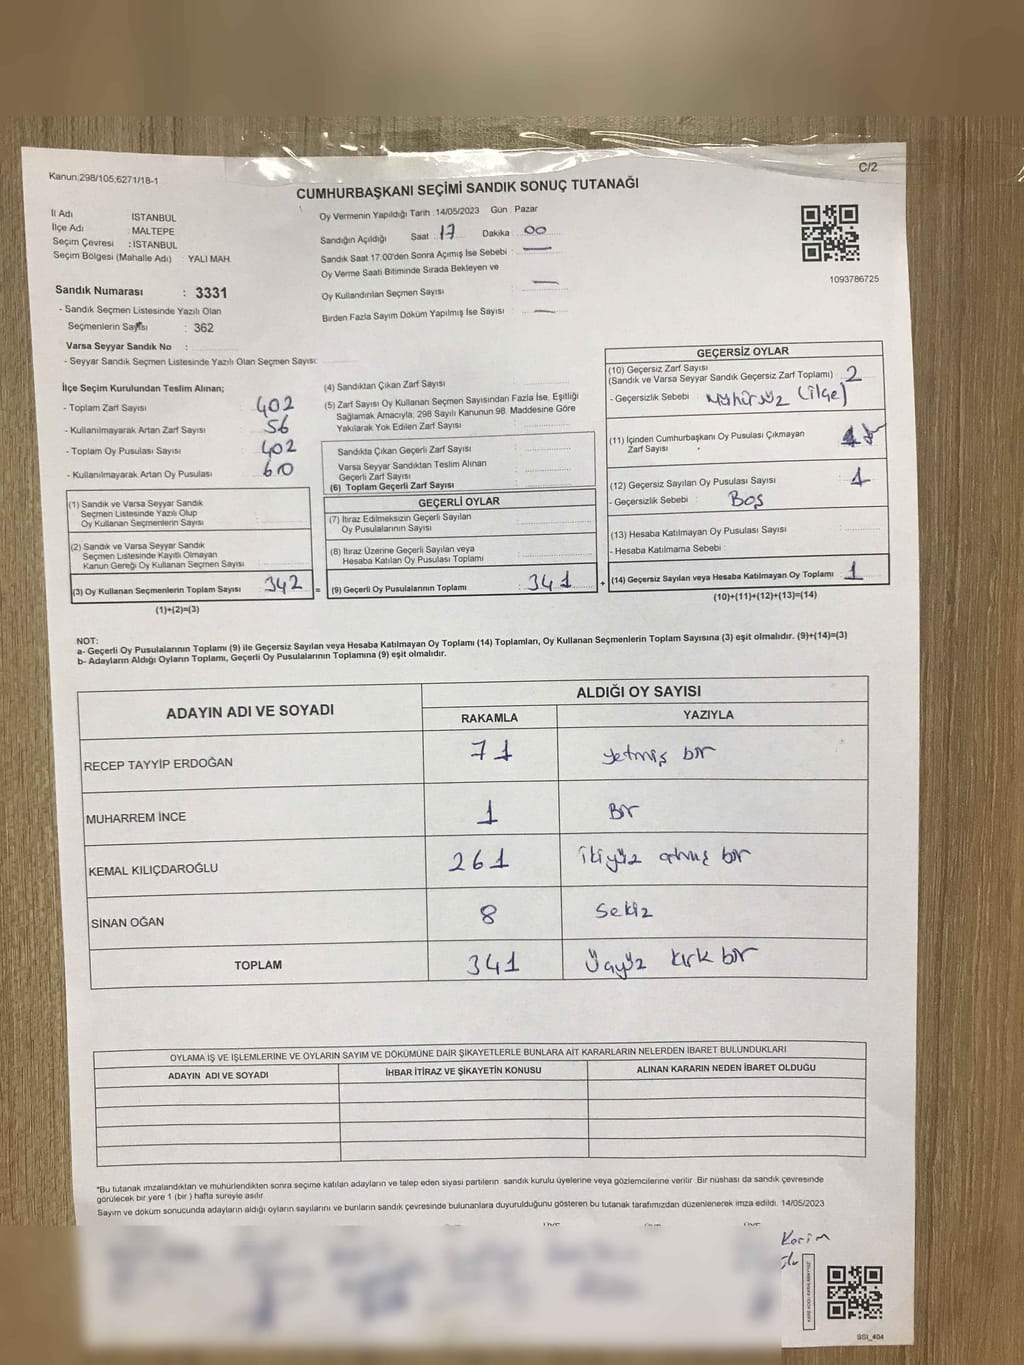 Kanun;298/105;6271/18-1
C/2
CUMHURBAŞKANI SEÇİMİ SANDIK SONUÇ TUTANAĞI
İl Adı İSTANBUL
İlçe Adı : MALTEPE
Seçim Çevresi : İSTANBUL
Seçim Bölgesi (Mahalle Adı) : YALI MAH.
Oy Vermenin Yapıldığı Tarih : 14/05/2023 Gün : Pazar
Sandığın Açıldığı Saat : 17 Dakika : 00
Sandık Saat 17.00'den Sonra Açımış İse Sebebi : —
Oy Verme Saati Bitiminde Sırada Bekleyen ve
Oy Kullandırılan Seçmen Sayısı : —
Birden Fazla Sayım Döküm Yapılmış İse Sayısı : —
1093786725
Sandık Numarası : 3331
- Sandık Seçmen Listesinde Yazılı Olan
Seçmenlerin Sayısı : 362
Varsa Seyyar Sandık No :
- Seyyar Sandık Seçmen Listesinde Yazılı Olan Seçmen Sayısı:
İlçe Seçim Kurulundan Teslim Alınan;
- Toplam Zarf Sayısı : 402
- Kullanılmayarak Artan Zarf Sayısı : 56
- Toplam Oy Pusulası Sayısı : 402
- Kullanılmayarak Artan Oy Pusulası : 60
(1) Sandık ve Varsa Seyyar Sandık
Seçmen Listesinde Yazılı Olup
Oy Kullanan Seçmenlerin Sayısı :
(2) Sandık ve Varsa Seyyar Sandık
Seçmen Listesinde Kayıtlı Olmayan
Kanun Gereği Oy Kullanan Seçmen Sayısı :
(3) Oy Kullanan Seçmenlerin Toplam Sayısı : 342 =
(1)+(2)=(3)
(4) Sandıktan Çıkan Zarf Sayısı :
(5) Zarf Sayısı Oy Kullanan Seçmen Sayısından Fazla İse, Eşitliği
Sağlamak Amacıyla; 298 Sayılı Kanunun 98. Maddesine Göre
Yakılarak Yok Edilen Zarf Sayısı :
Sandıkta Çıkan Geçerli Zarf Sayısı :
Varsa Seyyar Sandıktan Teslim Alınan
Geçerli Zarf Sayısı :
(6) Toplam Geçerli Zarf Sayısı :
GEÇERLİ OYLAR
(7) İtiraz Edilmeksizin Geçerli Sayılan
Oy Pusulalarının Sayısı :
(8) İtiraz Üzerine Geçerli Sayılan veya
Hesaba Katılan Oy Pusulası Toplamı :
(9) Geçerli Oy Pusulalarının Toplamı : 341 +
GEÇERSİZ OYLAR
(10) Geçersiz Zarf Sayısı
(Sandık ve Varsa Seyyar Sandık Geçersiz Zarf Toplamı) : 2
- Geçersizlik Sebebi : Mühürsüz (ilçe)
(11) İçinden Cumhurbaşkanı Oy Pusulası Çıkmayan
Zarf Sayısı :
(12) Geçersiz Sayılan Oy Pusulası Sayısı : 1
- Geçersizlik Sebebi : Boş
(13) Hesaba Katılmayan Oy Pusulası Sayısı :
- Hesaba Katılmama Sebebi :
(14) Geçersiz Sayılan veya Hesaba Katılmayan Oy Toplamı : 1
(10)+(11)+(12)+(13)=(14)
NOT:
a- Geçerli Oy Pusulalarının Toplamı (9) ile Geçersiz Sayılan veya Hesaba Katılmayan Oy Toplamı (14) Toplamları, Oy Kullanan Seçmenlerin Toplam Sayısına (3) eşit olmalıdır. (9)+(14)=(3)
b- Adayların Aldığı Oyların Toplamı, Geçerli Oy Pusulalarının Toplamına (9) eşit olmalıdır.
ADAYIN ADI VE SOYADI
ALDIĞI OY SAYISI
RAKAMLA YAZIYLA
RECEP TAYYİP ERDOĞAN 71 yetmiş bir
MUHARREM İNCE 1 Bir
KEMAL KILIÇDAROĞLU 261 ikiyüz atmış bir
SİNAN OĞAN 8 Sekiz
TOPLAM 341 Üçyüz kırk bir
OYLAMA İŞ VE İŞLEMLERİNE VE OYLARIN SAYIM VE DÖKÜMÜNE DAİR ŞİKAYETLERLE BUNLARA AİT KARARLARIN NELERDEN İBARET BULUNDUKLARI
ADAYIN ADI VE SOYADI İHBAR İTİRAZ VE ŞİKAYETİN KONUSU ALINAN KARARIN NEDEN İBARET OLDUĞU
*Bu tutanak imzalandıktan ve mühürlendikten sonra seçime katılan adayların ve talep eden siyasi partilerin sandık kurulu üyelerine veya gözlemcilerine verilir. Bir nüshası da sandık çevresinde
görülecek bir yere 1 (bir) hafta süreyle asılır.
Sayım ve döküm sonucunda adayların aldığı oyların sayılarını ve bunların sandık çevresinde bulunanlara duyurulduğunu gösteren bu tutanak tarafımızdan düzenlenerek imza edildi. 14/05/2023
SSI_404